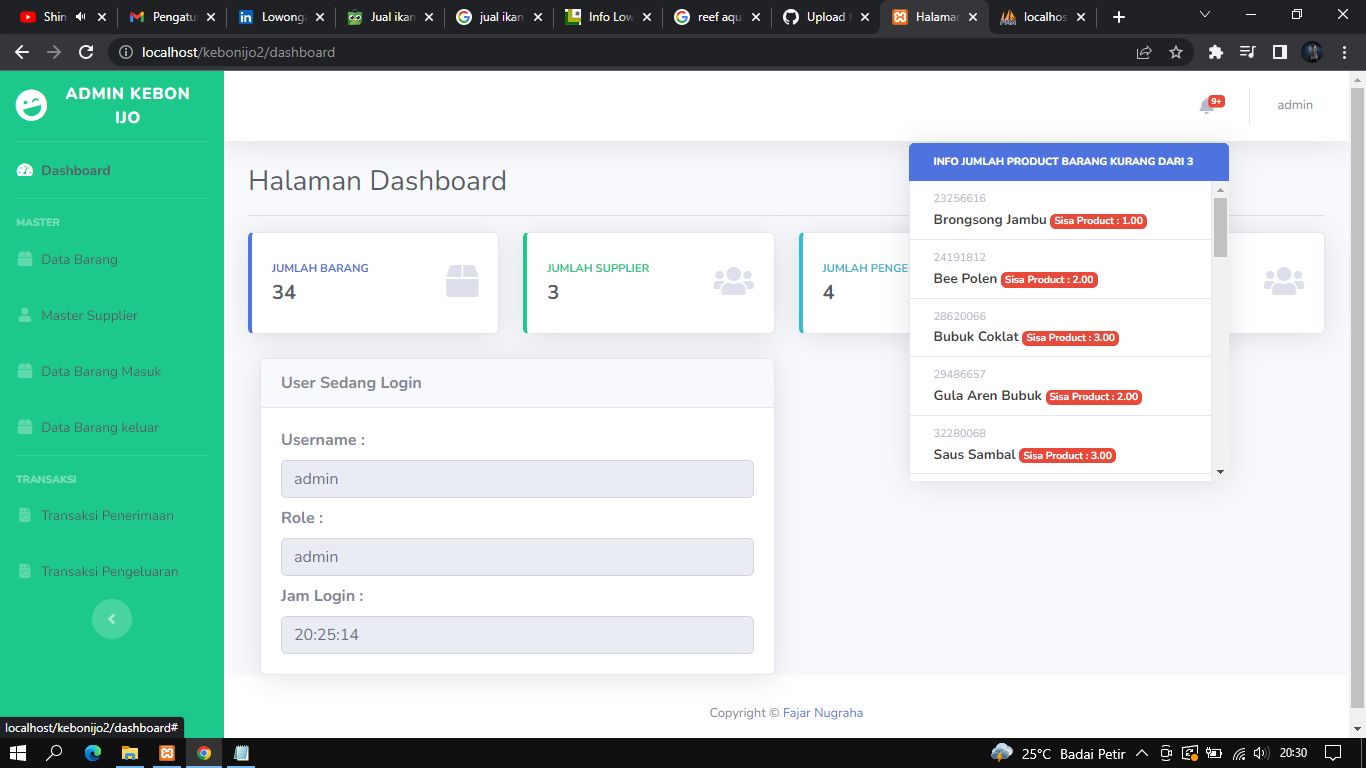 Shin
Pengatu
Lowong
Jual ikan
jual ikan
Info Low
reef aqu
Upload f
Halaman
localhos
localhost/kebonijo2/dashboard
ADMIN KEBON
IJO
9+
admin
Dashboard
MASTER
Data Barang
Master Supplier
Data Barang Masuk
Data Barang keluar
TRANSAKSI
Transaksi Penerimaan
Transaksi Pengeluaran
Halaman Dashboard
JUMLAH BARANG
34
JUMLAH SUPPLIER
3
JUMLAH PENGE
4
INFO JUMLAH PRODUCT BARANG KURANG DARI 3
23256616
Brongsong Jambu Sisa Product : 1.00
24191812
Bee Polen Sisa Product : 2.00
28620066
Bubuk Coklat Sisa Product : 3.00
29486657
Gula Aren Bubuk Sisa Product : 2.00
32280068
Saus Sambal Sisa Product : 3.00
User Sedang Login
Username :
admin
Role :
admin
Jam Login :
20:25:14
Copyright © Fajar Nugraha
localhost/kebonijo2/dashboard#
25°C Badai Petir
20:30